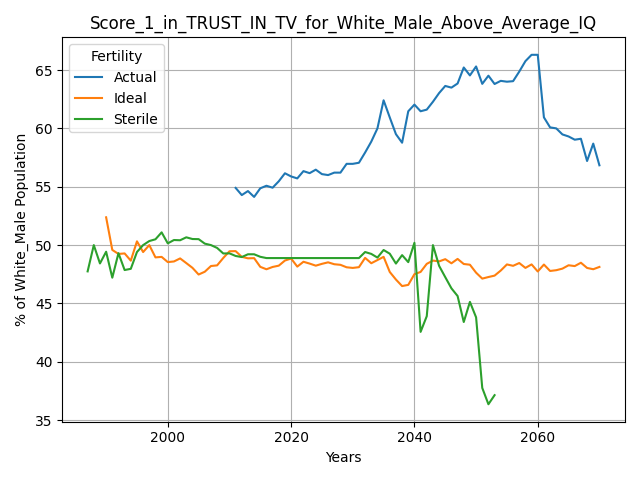 Score_1_in_TRUST_IN_TV_for_White_Male_Above_Average_IQ
Fertility
Actual
Ideal
Sterile
% of White_Male Population
65
60
55
50
45
40
35
2000
2020
2040
2060
Years